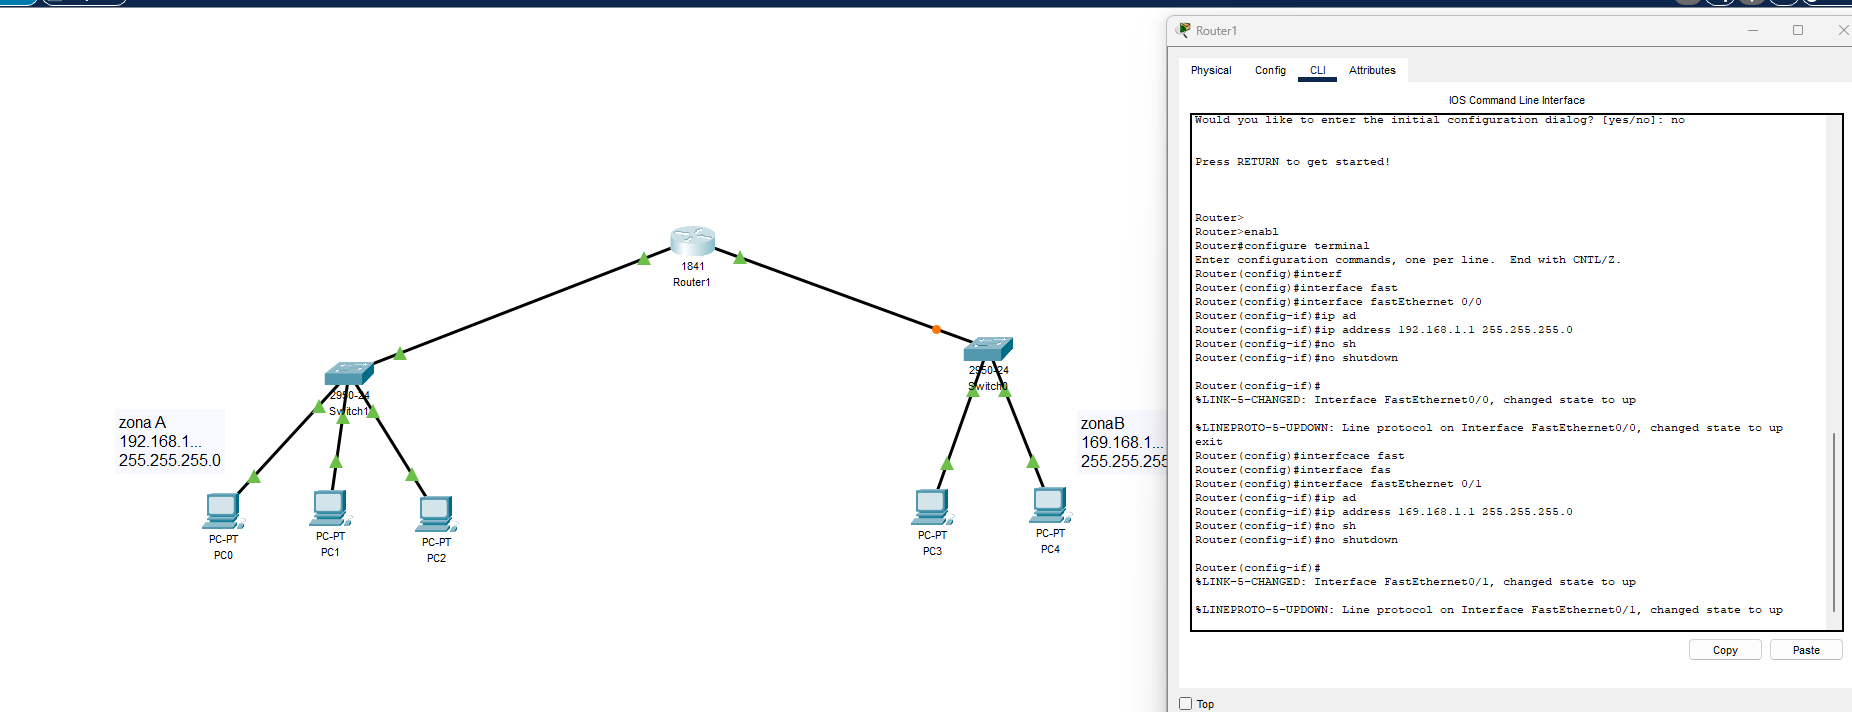 1841
Router1
2950-24
Switch1
2950-24
Switch0
zona A
192.168.1...
255.255.255.0
zonaB
169.168.1...
255.255.255
PC-PT
PC0
PC-PT
PC1
PC-PT
PC2
PC-PT
PC3
PC-PT
PC4
Router1
Physical Config CLI Attributes
IOS Command Line Interface
Would you like to enter the initial configuration dialog? [yes/no]: no
Press RETURN to get started!
Router>
Router>enabl
Router#configure terminal
Enter configuration commands, one per line.  End with CNTL/Z.
Router(config)#interf
Router(config)#interface fast
Router(config)#interface fastEthernet 0/0
Router(config-if)#ip ad
Router(config-if)#ip address 192.168.1.1 255.255.255.0
Router(config-if)#no sh
Router(config-if)#no shutdown
Router(config-if)#
%LINK-5-CHANGED: Interface FastEthernet0/0, changed state to up
%LINEPROTO-5-UPDOWN: Line protocol on Interface FastEthernet0/0, changed state to up
exit
Router(config)#interfcace fast
Router(config)#interface fas
Router(config)#interface fastEthernet 0/1
Router(config-if)#ip ad
Router(config-if)#ip address 169.168.1.1 255.255.255.0
Router(config-if)#no sh
Router(config-if)#no shutdown
Router(config-if)#
%LINK-5-CHANGED: Interface FastEthernet0/1, changed state to up
%LINEPROTO-5-UPDOWN: Line protocol on Interface FastEthernet0/1, changed state to up
Copy Paste
Top